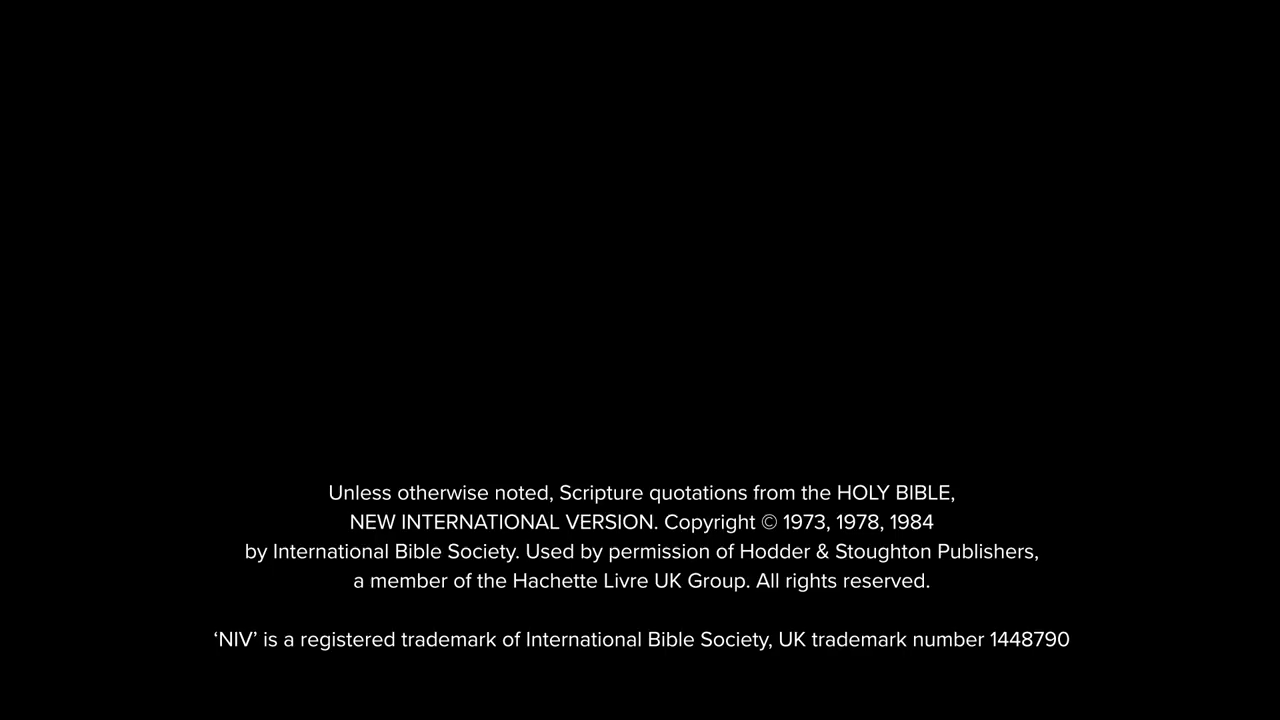 Unless otherwise noted, Scripture quotations from the HOLY BIBLE,
NEW INTERNATIONAL VERSION. Copyright © 1973, 1978, 1984
by International Bible Society. Used by permission of Hodder & Stoughton Publishers,
a member of the Hachette Livre UK Group. All rights reserved.
‘NIV’ is a registered trademark of International Bible Society, UK trademark number 1448790